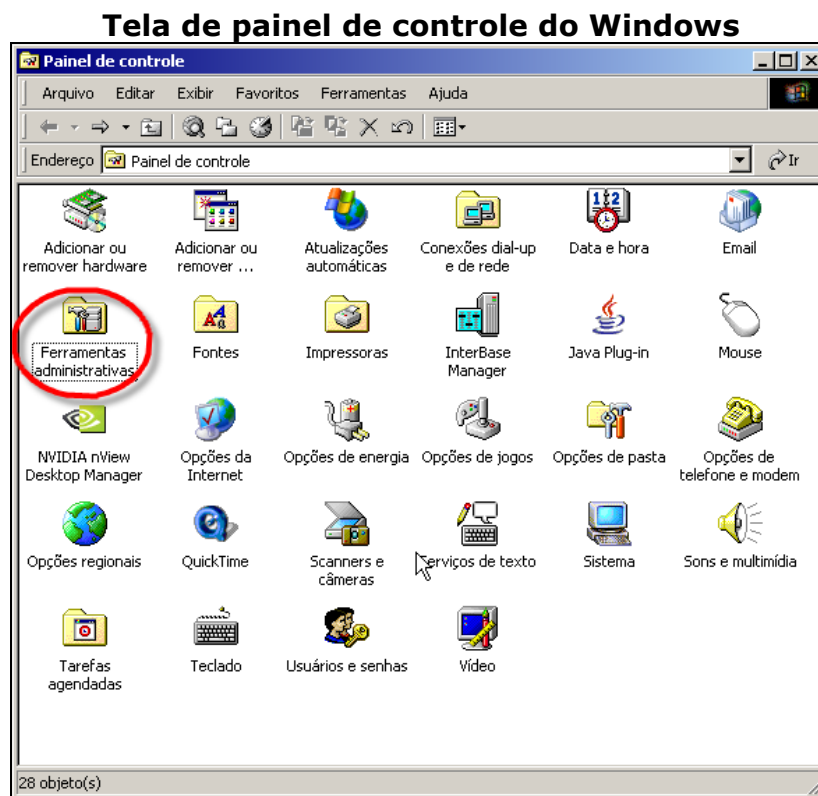 Tela de painel de controle do Windows
Painel de controle
Arquivo Editar Exibir Favoritos Ferramentas Ajuda
Endereço Painel de controle Ir
Adicionar ou
remover hardware
Adicionar ou
remover ...
Atualizações
automáticas
Conexões dial-up
e de rede
Data e hora
Email
Ferramentas
administrativas
Fontes
Impressoras
InterBase
Manager
Java Plug-in
Mouse
NVIDIA nView
Desktop Manager
Opções da
Internet
Opções de energia
Opções de jogos
Opções de pasta
Opções de
telefone e modem
Opções regionais
QuickTime
Scanners e
câmeras
Serviços de texto
Sistema
Sons e multimídia
Tarefas
agendadas
Teclado
Usuários e senhas
Vídeo
28 objeto(s)